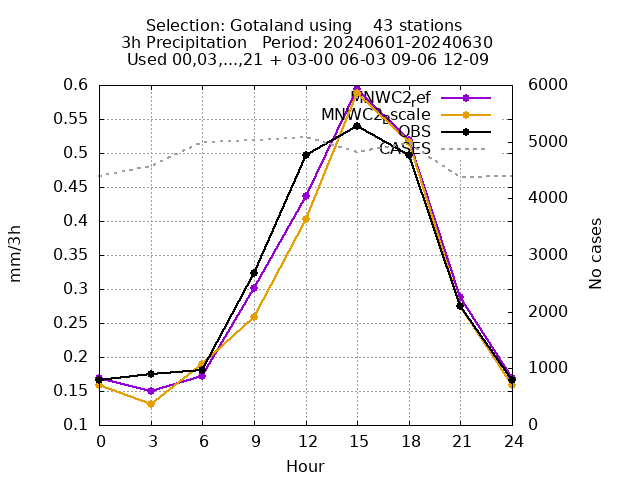 Selection: Gotaland using    43 stations
3h Precipitation   Period: 20240601-20240630
Used 00,03,...,21 + 03-00 06-03 09-06 12-09
0.6
0.55
0.5
0.45
0.4
0.35
0.3
0.25
0.2
0.15
0.1
mm/3h
6000
5000
4000
3000
2000
1000
0
No cases
MNWC2_ref
MNWC2_scale
OBS
CASES
0 3 6 9 12 15 18 21 24
Hour